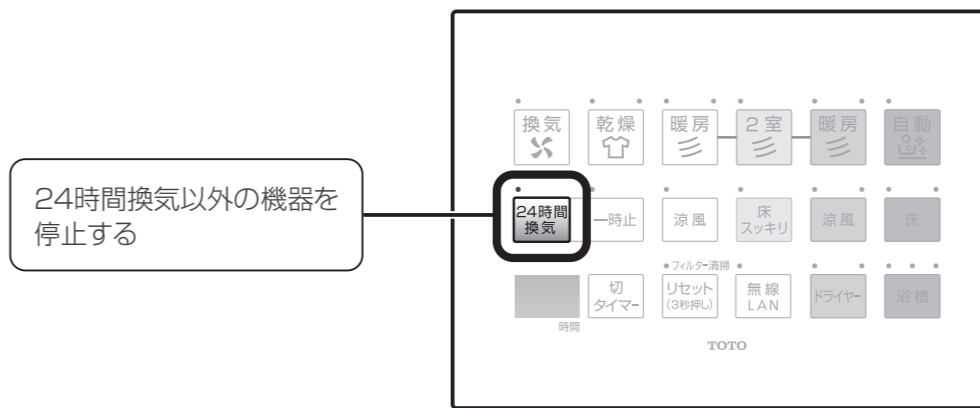 換気
乾燥
暖房
2室
暖房
自動
24時間換気以外の機器を
停止する
24時間
換気
一時止
涼風
床
スッキリ
涼風
床
切
タイマー
フィルター清掃
リセット
(3秒押し)
無線
LAN
ドライヤー
浴槽
時間
TOTO